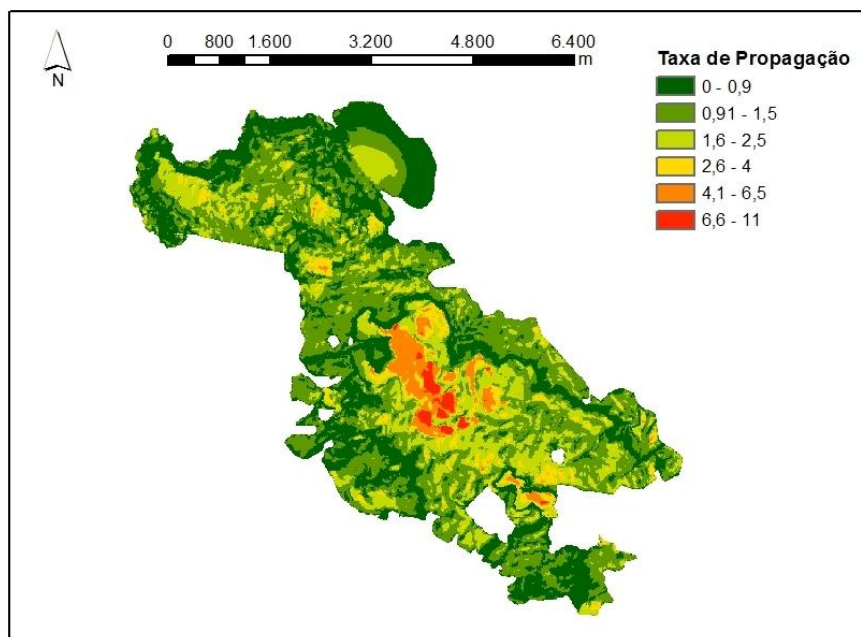 0 800 1.600 3.200 4.800 6.400
m
N
Taxa de Propagação
0 - 0,9
0,91 - 1,5
1,6 - 2,5
2,6 - 4
4,1 - 6,5
6,6 - 11